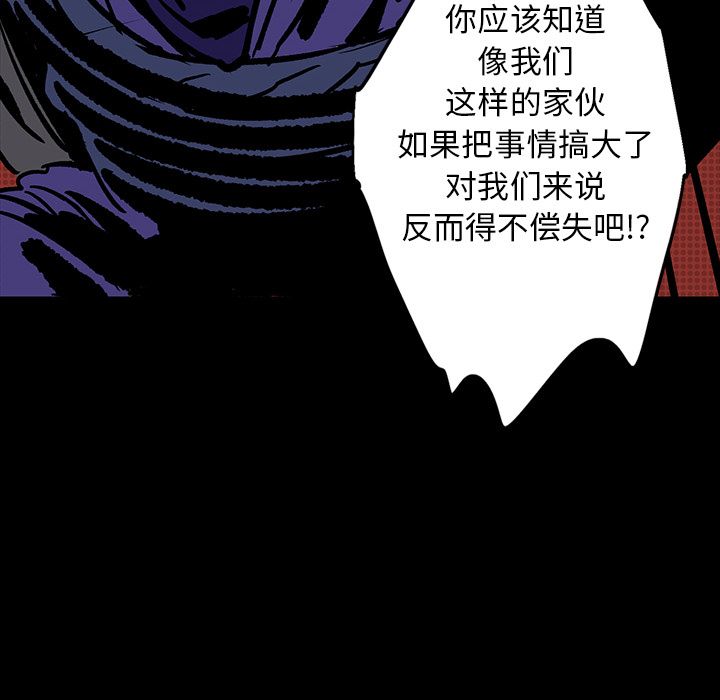 你应该知道
像我们
这样的家伙
如果把事情搞大了
对我们来说
反而得不偿失吧!?